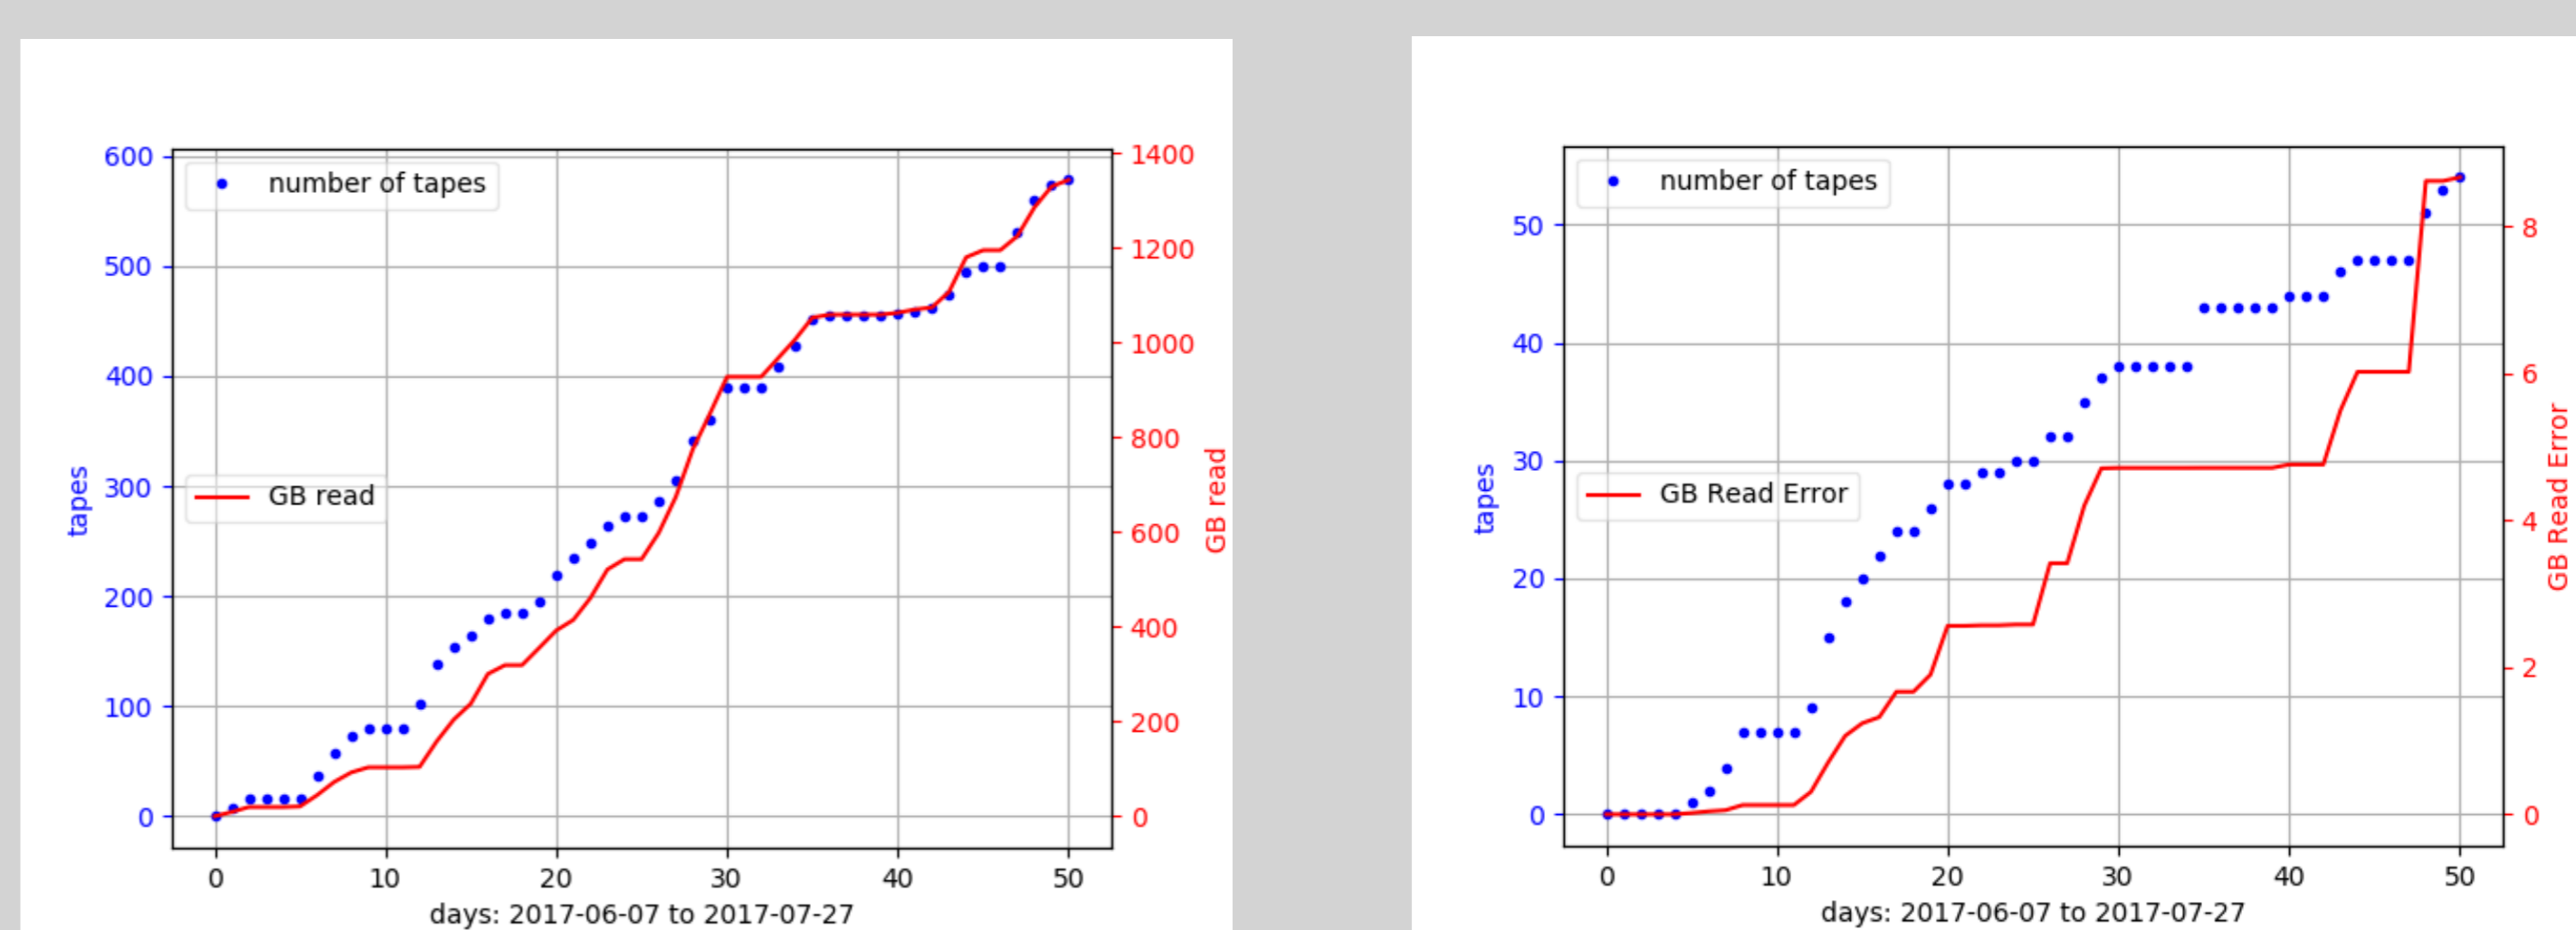 600
500
400
300
200
100
0
tapes
number of tapes
GB read
1400
1200
1000
800
600
400
200
0
GB read
0 10 20 30 40 50
days: 2017-06-07 to 2017-07-27
50
40
30
20
10
0
tapes
number of tapes
GB Read Error
8
6
4
2
0
GB Read Error
0 10 20 30 40 50
days: 2017-06-07 to 2017-07-27